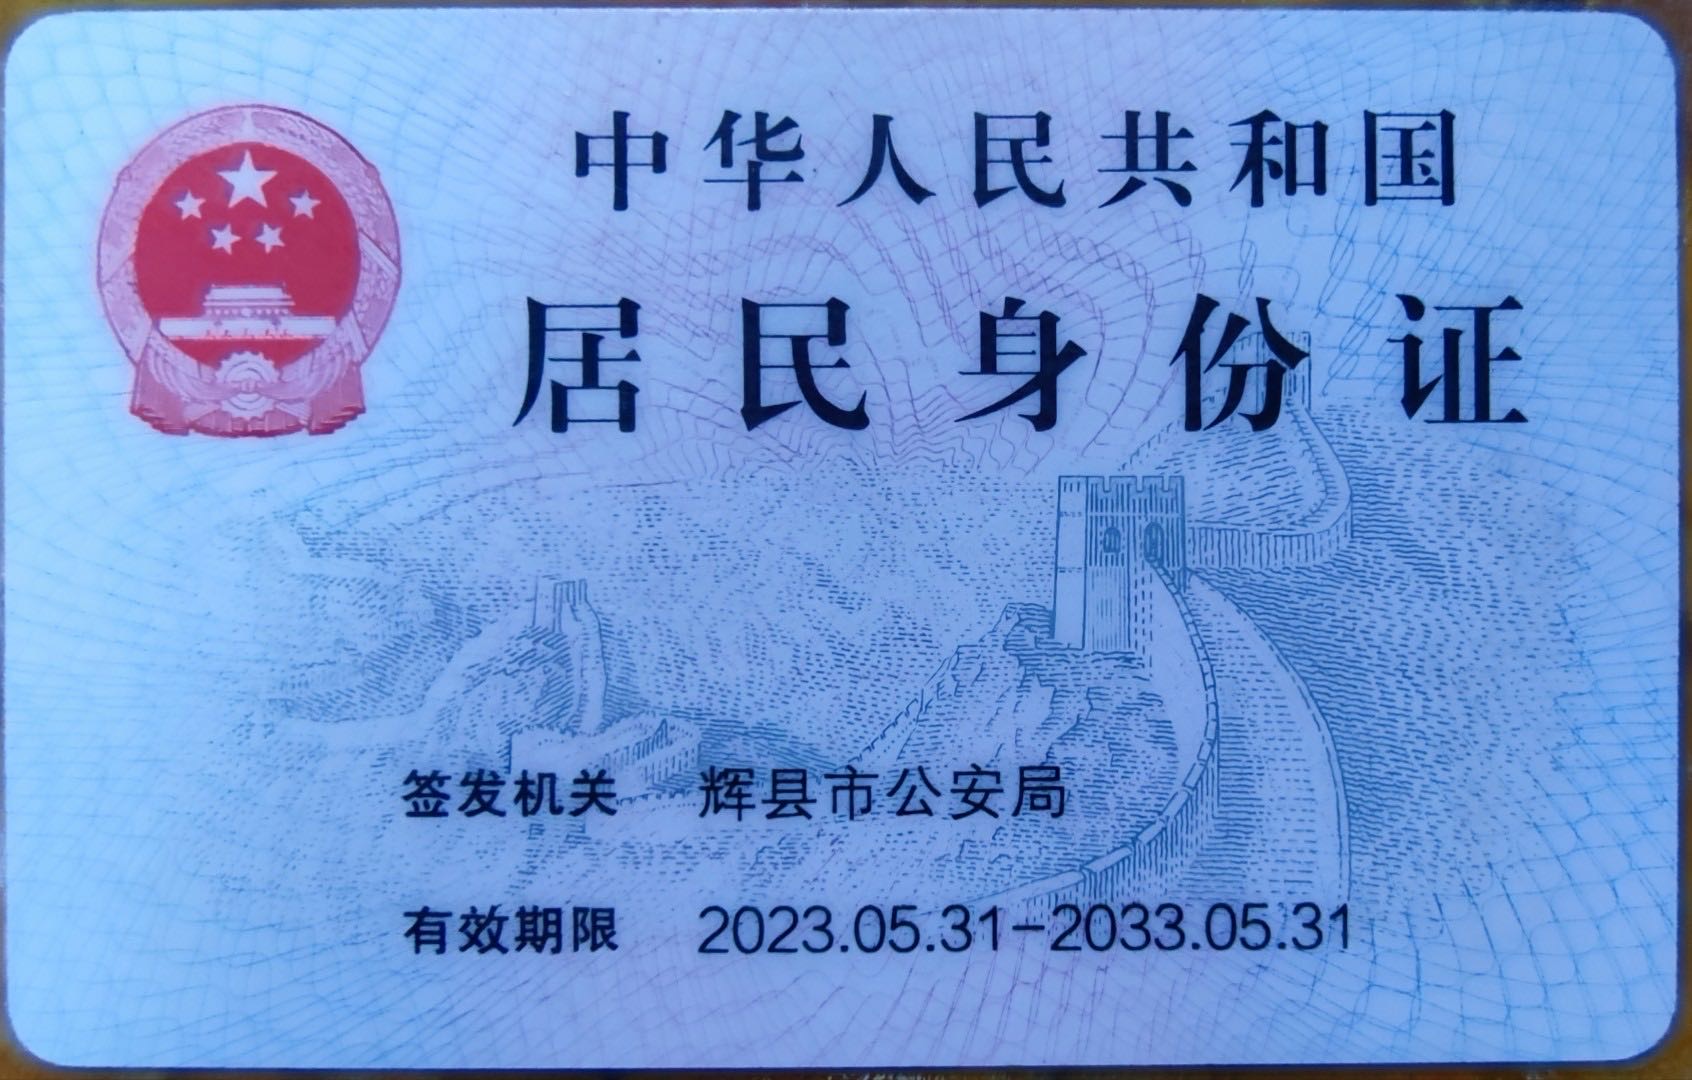 中华人民共和国
居民身份证
签发机关 辉县市公安局
有效期限 2023.05.31-2033.05.31